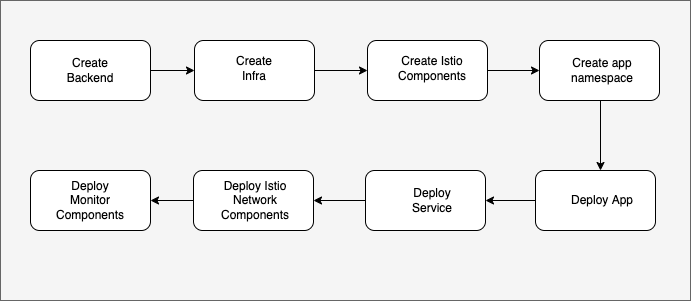 Create
Backend
Create
Infra
Create Istio
Components
Create app
namespace
Deploy
Monitor
Components
Deploy Istio
Network
Components
Deploy
Service
Deploy App